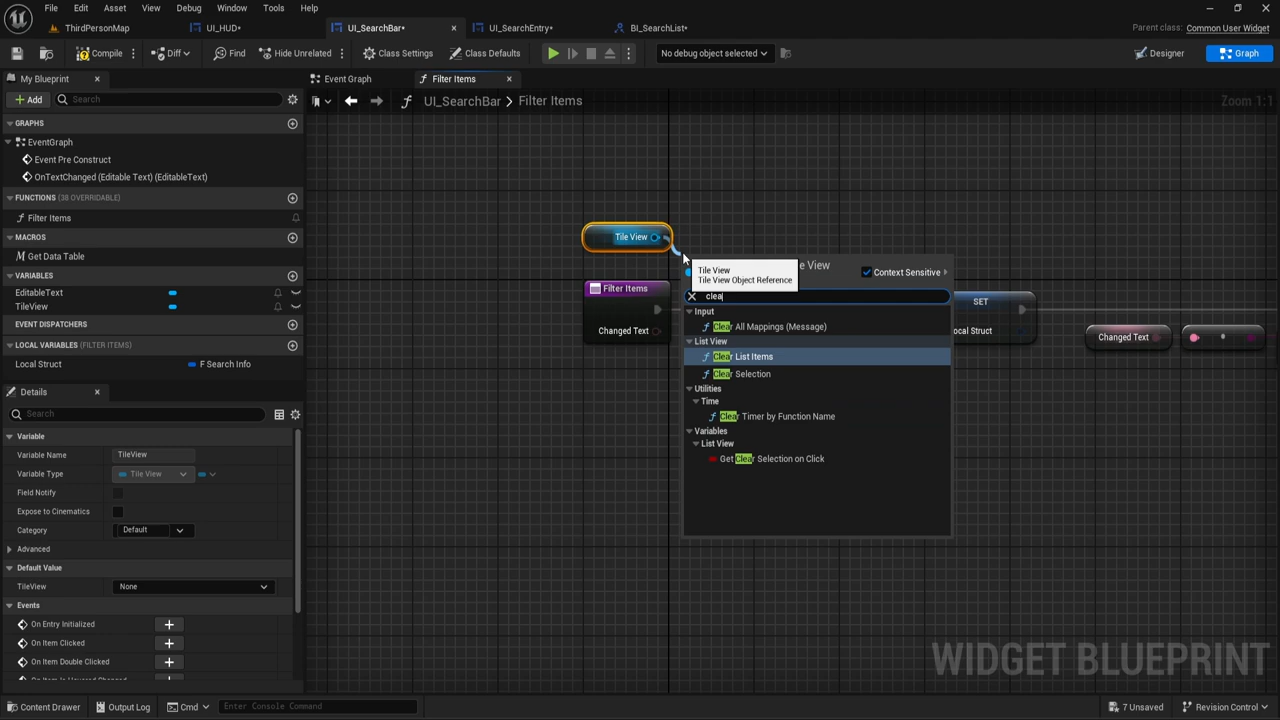 File Edit Asset View Debug Window Tools Help
ThirdPersonMap UI_HUD* UI_SearchBar* UI_SearchEntry* BI_SearchList* Parent class: Common User Widget
Compile Diff Find Hide Unrelated Class Settings Class Defaults No debug object selected Designer Graph
My Blueprint Event Graph Filter Items
Add Search UI_SearchBar Filter Items Zoom 1:1
GRAPHS
EventGraph
Event Pre Construct
OnTextChanged (Editable Text) (EditableText)
FUNCTIONS (38 OVERRIDABLE)
Filter Items
MACROS
Get Data Table
VARIABLES
EditableText
TileView
EVENT DISPATCHERS
LOCAL VARIABLES (FILTER ITEMS)
Local Struct F Search Info
Details
Search
Variable
Variable Name TileView
Variable Type Tile View
Field Notify
Expose to Cinematics
Category Default
Advanced
Default Value
TileView None
Events
On Entry Initialized
On Item Clicked
On Item Double Clicked
On Item Is Hovered Changed
Tile View
Filter Items
Changed Text
Tile View
Tile View Object Reference
e View Context Sensitive
clea
Input
Clear All Mappings (Message)
List View
Clear List Items
Clear Selection
Utilities
Time
Clear Timer by Function Name
Variables
List View
Get Clear Selection on Click
SET
ocal Struct
Changed Text
WIDGET BLUEPRINT
Content Drawer Output Log Cmd Enter Console Command 7 Unsaved Revision Control